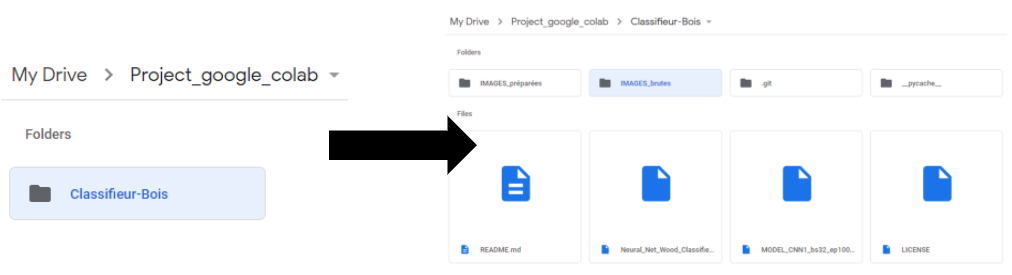 My Drive > Project_google_colab
Folders
Classifieur-Bois
My Drive > Project_google_colab > Classifieur-Bois
Folders
IMAGES_préparées
IMAGES_brutes
.git
__pycache__
Files
README.md
Neural_Net_Wood_Classifie...
MODEL_CNN1_bs32_ep100...
LICENSE